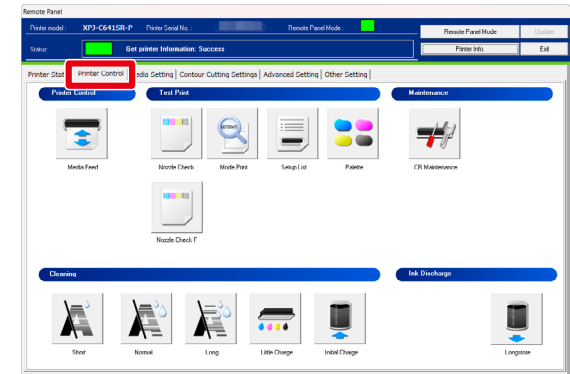 Remote Panel
Printer model : XPJ-C641SR-P Printer Serial No. : Remote Panel Mode :
Remote Panel Mode Update
Status: Get printer Information: Success
Printer Info. Exit
Printer Stat Printer Control edia Setting Contour Cutting Settings Advanced Setting Other Setting
Printer Control Test Print Maintenance
Media Feed Nozzle Check Mode Print Setup List Palette CR Maintenance
Nozzle Check F
Cleaning Ink Discharge
Short Normal Long Little Charge Initial Charge Longstore